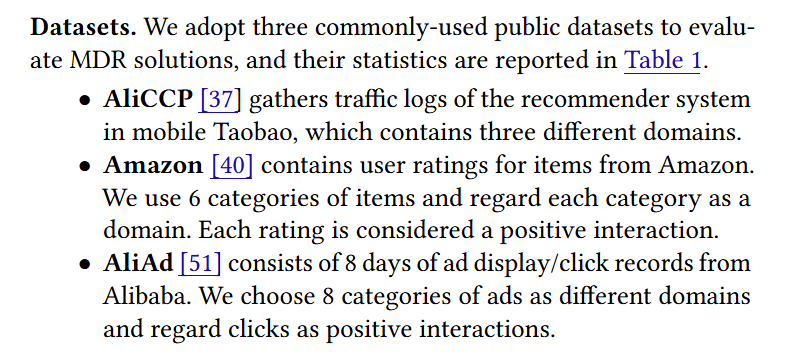 Datasets. We adopt three commonly-used public datasets to evalu-
ate MDR solutions, and their statistics are reported in Table 1.
• AliCCP [37] gathers traffic logs of the recommender system
in mobile Taobao, which contains three different domains.
• Amazon [40] contains user ratings for items from Amazon.
We use 6 categories of items and regard each category as a
domain. Each rating is considered a positive interaction.
• AliAd [51] consists of 8 days of ad display/click records from
Alibaba. We choose 8 categories of ads as different domains
and regard clicks as positive interactions.